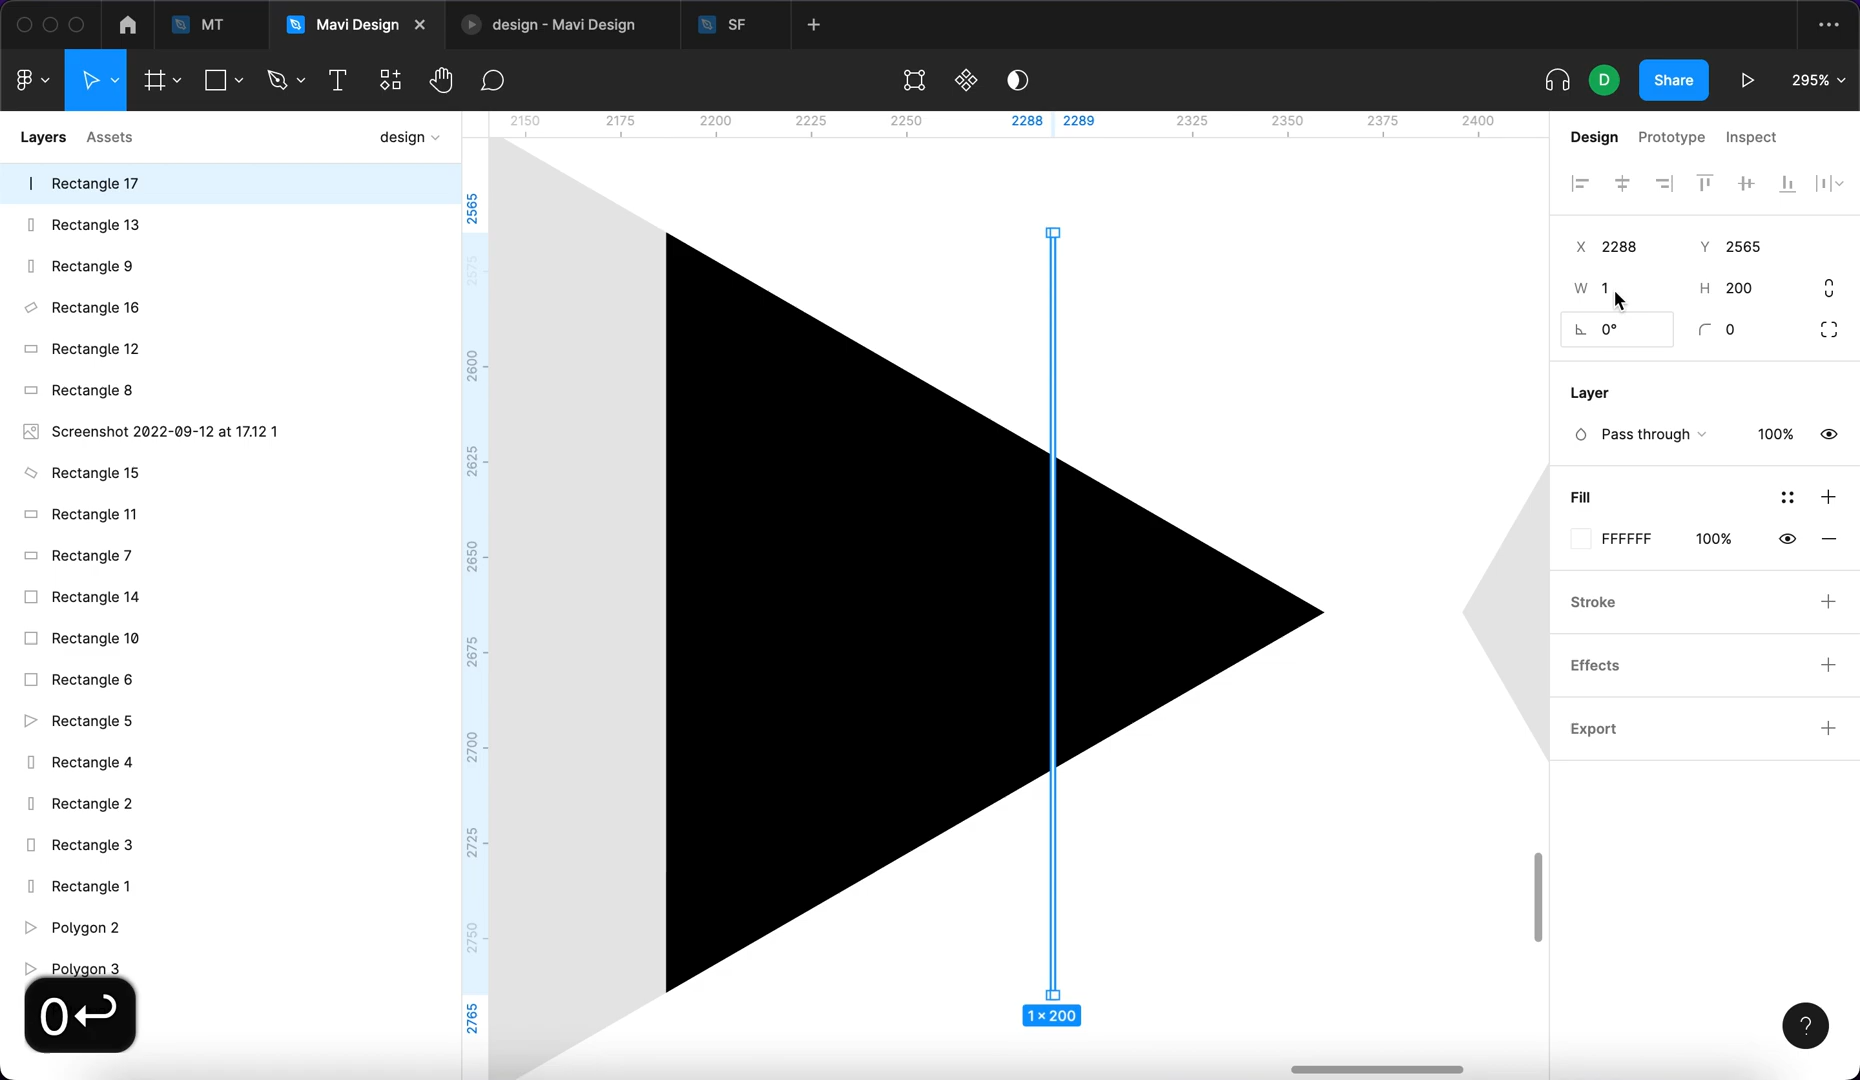 MT
Mavi Design
design - Mavi Design
SF
D
Share
295%
Layers
Assets
design
2150
2175
2200
2225
2250
2288
2289
2325
2350
2375
2400
Design
Prototype
Inspect
Rectangle 17
Rectangle 13
Rectangle 9
Rectangle 16
Rectangle 12
Rectangle 8
Screenshot 2022-09-12 at 17.12 1
Rectangle 15
Rectangle 11
Rectangle 7
Rectangle 14
Rectangle 10
Rectangle 6
Rectangle 5
Rectangle 4
Rectangle 2
Rectangle 3
Rectangle 1
Polygon 2
Polygon 3
0
2565
2575
2600
2625
2650
2675
2700
2725
2750
2765
1 × 200
X 2288
Y 2565
W 1
H 200
0°
0
Layer
Pass through
100%
Fill
FFFFFF
100%
Stroke
Effects
Export
?